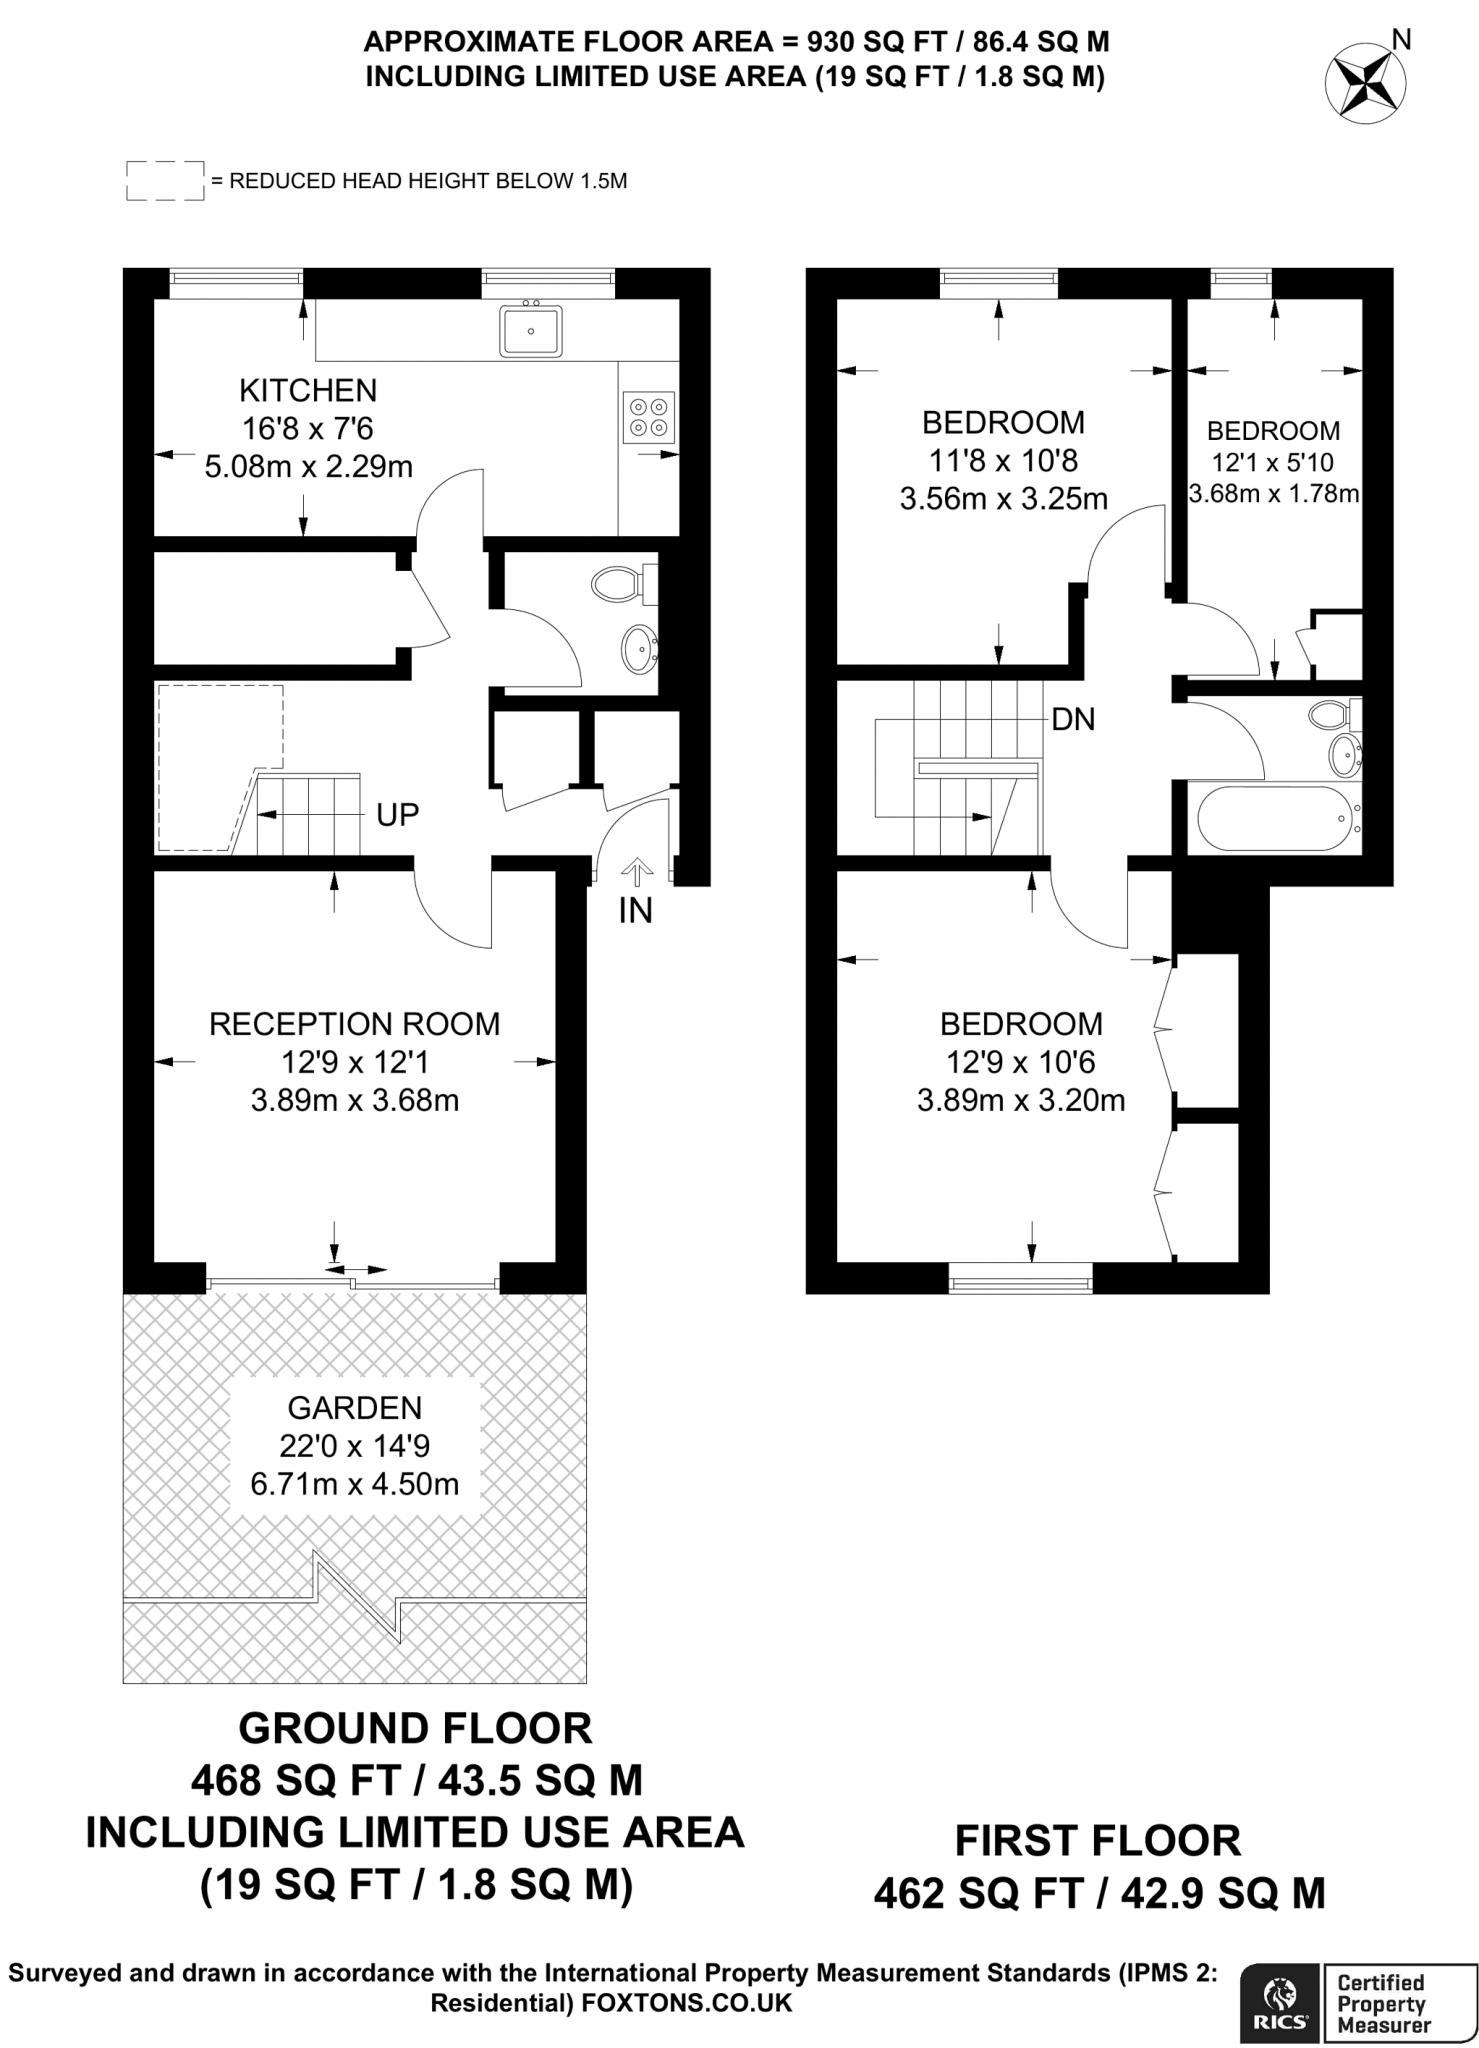 APPROXIMATE FLOOR AREA = 930 SQ FT / 86.4 SQ M
INCLUDING LIMITED USE AREA (19 SQ FT / 1.8 SQ M)
N
= REDUCED HEAD HEIGHT BELOW 1.5M
KITCHEN
16'8 x 7'6
5.08m x 2.29m
UP
IN
RECEPTION ROOM
12'9 x 12'1
3.89m x 3.68m
GARDEN
22'0 x 14'9
6.71m x 4.50m
GROUND FLOOR
468 SQ FT / 43.5 SQ M
INCLUDING LIMITED USE AREA
(19 SQ FT / 1.8 SQ M)
BEDROOM
11'8 x 10'8
3.56m x 3.25m
BEDROOM
12'1 x 5'10
3.68m x 1.78m
DN
BEDROOM
12'9 x 10'6
3.89m x 3.20m
FIRST FLOOR
462 SQ FT / 42.9 SQ M
Surveyed and drawn in accordance with the International Property Measurement Standards (IPMS 2:
Residential) FOXTONS.CO.UK
RICS
Certified
Property
Measurer